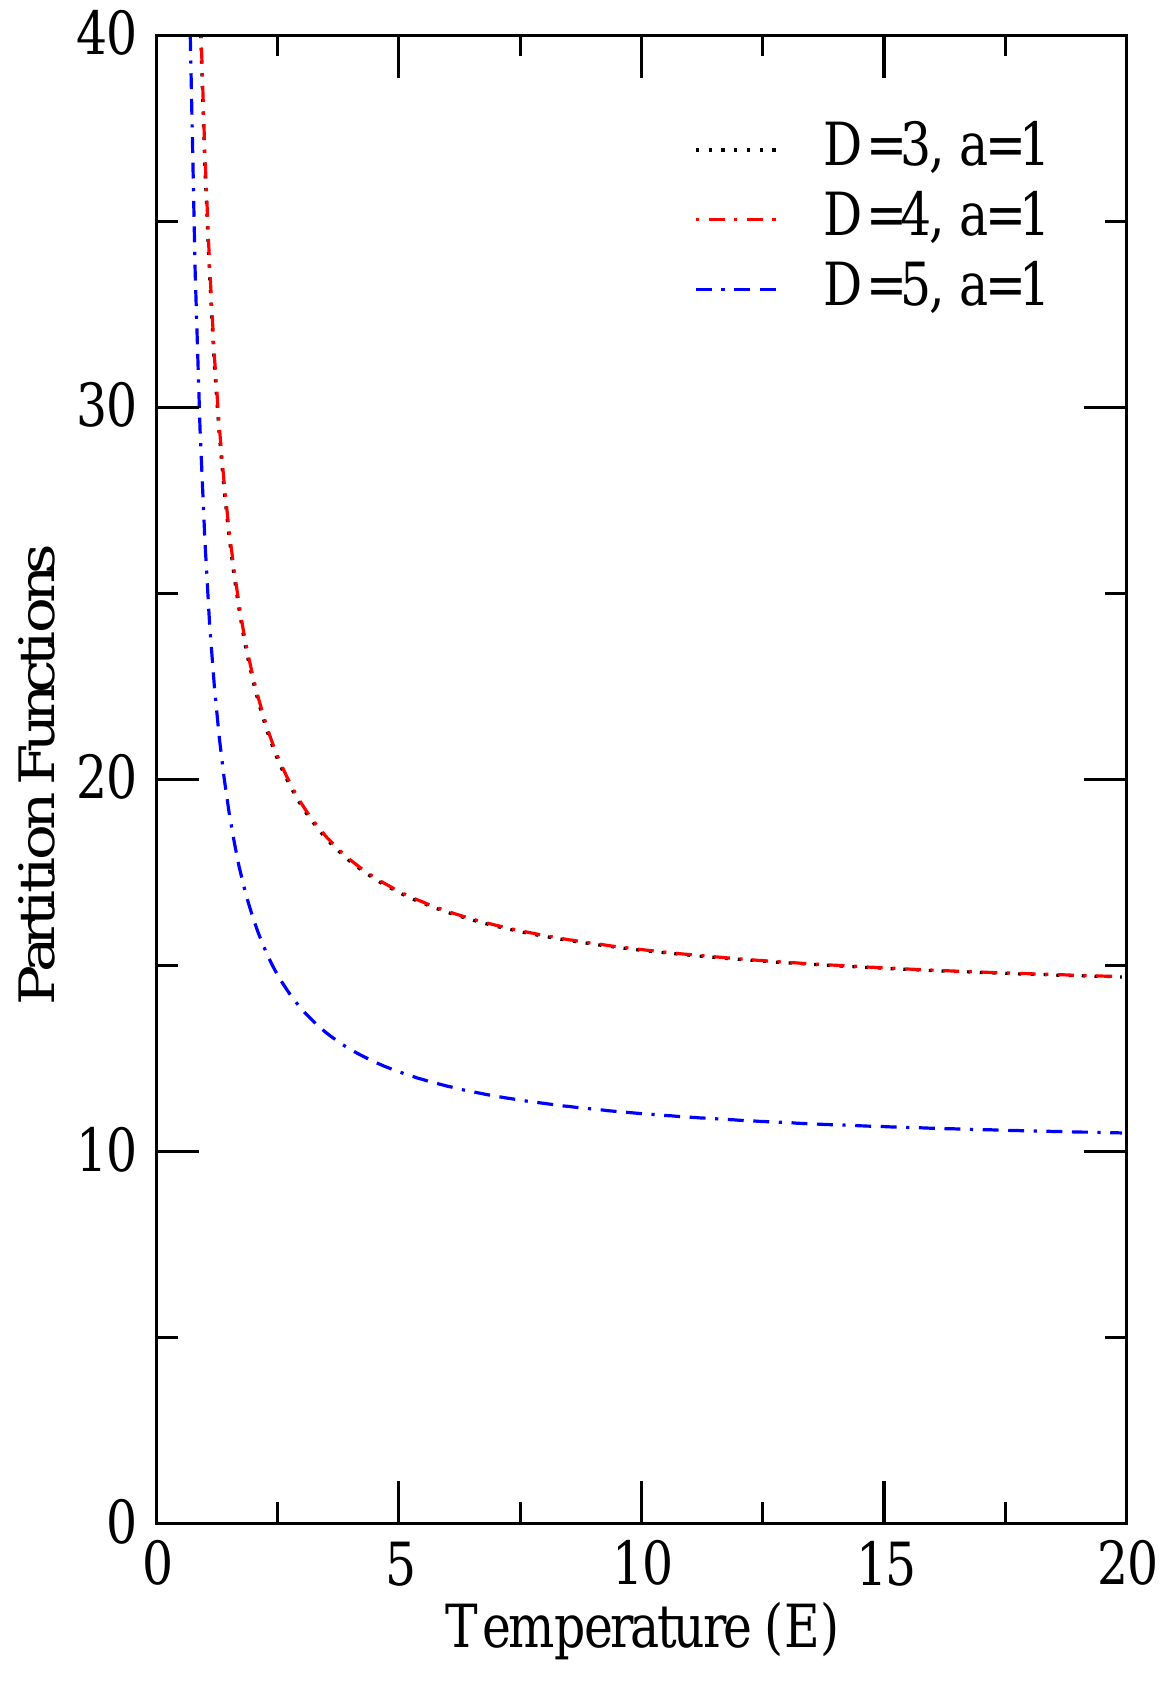 40
30
20
10
0
Partition Functions
D=3, a=1
D=4, a=1
D=5, a=1
0 5 10 15 20
Temperature (E)